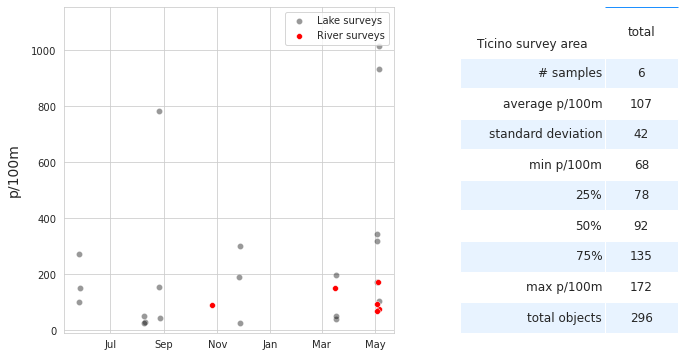 Lake surveys
River surveys
p/100m
1000
800
600
400
200
0
Jul Sep Nov Jan Mar May
total
Ticino survey area
# samples 6
average p/100m 107
standard deviation 42
min p/100m 68
25% 78
50% 92
75% 135
max p/100m 172
total objects 296